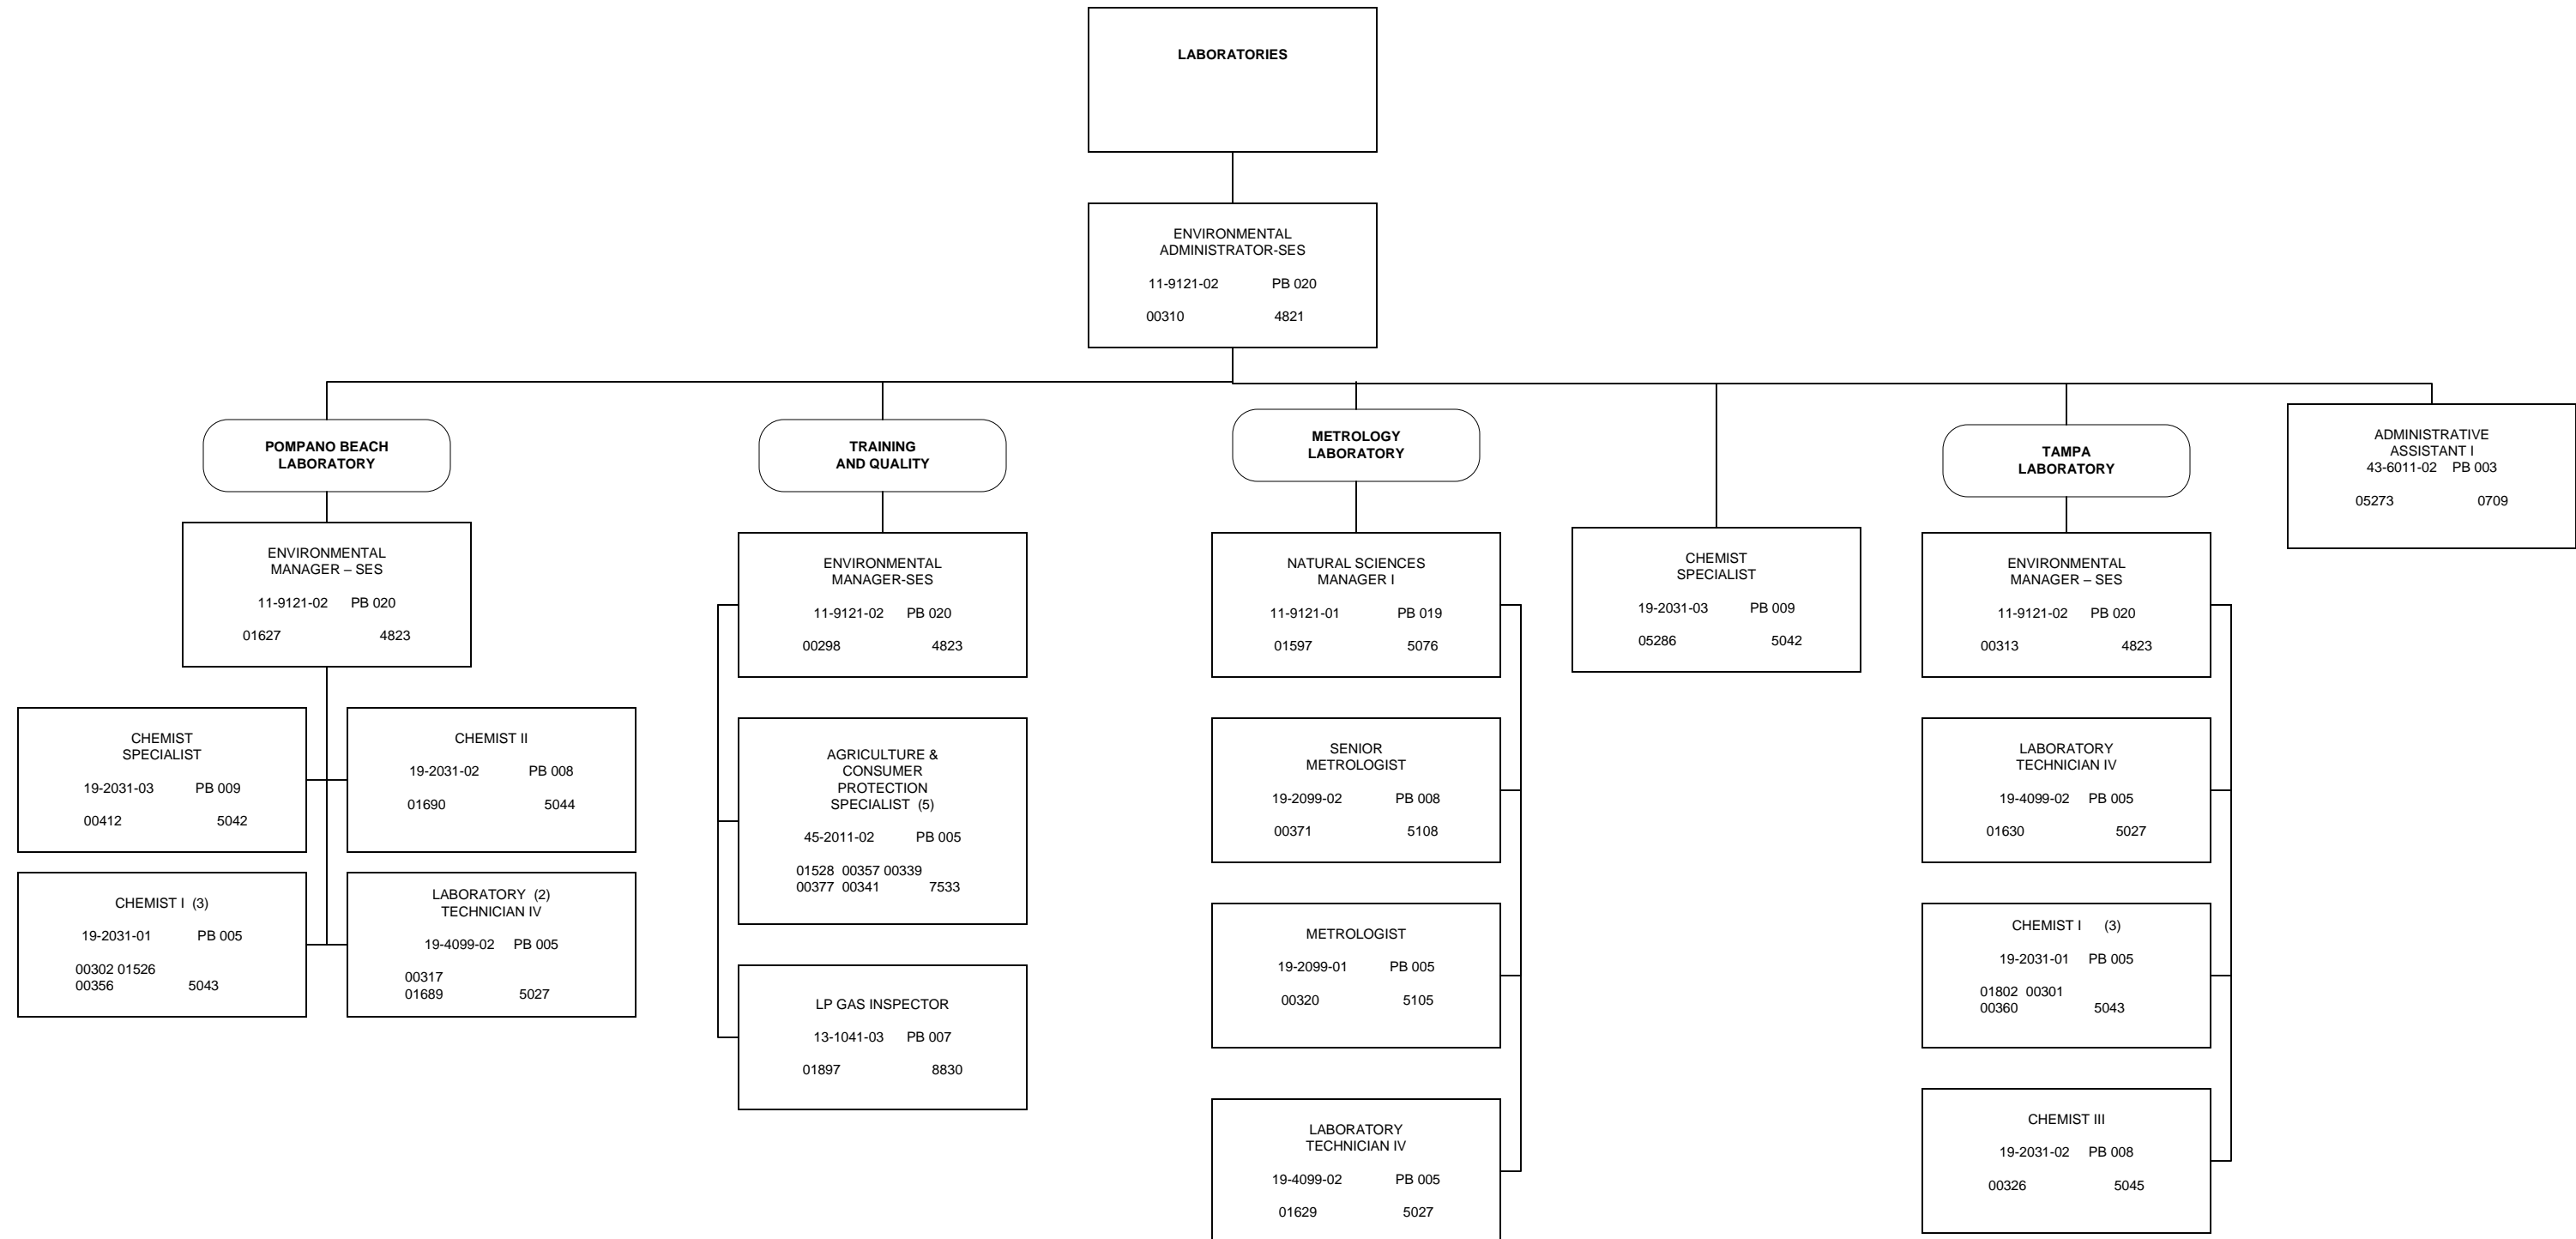 LABORATORIES
ENVIRONMENTAL
ADMINISTRATOR-SES
11-9121-02 PB 020
00310 4821
POMPANO BEACH
LABORATORY
ENVIRONMENTAL
MANAGER – SES
11-9121-02 PB 020
01627 4823
CHEMIST
SPECIALIST
19-2031-03 PB 009
00412 5042
CHEMIST II
19-2031-02 PB 008
01690 5044
CHEMIST I (3)
19-2031-01 PB 005
00302 01526
00356 5043
LABORATORY (2)
TECHNICIAN IV
19-4099-02 PB 005
00317
01689 5027
TRAINING
AND QUALITY
ENVIRONMENTAL
MANAGER-SES
11-9121-02 PB 020
00298 4823
AGRICULTURE &
CONSUMER
PROTECTION
SPECIALIST (5)
45-2011-02 PB 005
01528 00357 00339
00377 00341 7533
LP GAS INSPECTOR
13-1041-03 PB 007
01897 8830
METROLOGY
LABORATORY
NATURAL SCIENCES
MANAGER I
11-9121-01 PB 019
01597 5076
SENIOR
METROLOGIST
19-2099-02 PB 008
00371 5108
METROLOGIST
19-2099-01 PB 005
00320 5105
LABORATORY
TECHNICIAN IV
19-4099-02 PB 005
01629 5027
CHEMIST
SPECIALIST
19-2031-03 PB 009
05286 5042
TAMPA
LABORATORY
ENVIRONMENTAL
MANAGER – SES
11-9121-02 PB 020
00313 4823
LABORATORY
TECHNICIAN IV
19-4099-02 PB 005
01630 5027
CHEMIST I (3)
19-2031-01 PB 005
01802 00301
00360 5043
CHEMIST III
19-2031-02 PB 008
00326 5045
ADMINISTRATIVE
ASSISTANT I
43-6011-02 PB 003
05273 0709